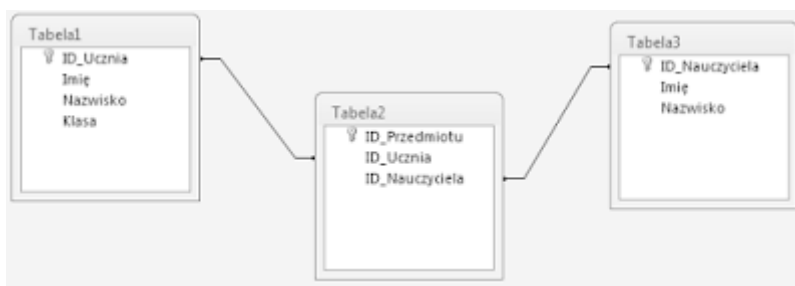 Tabela1
ID_Ucznia
Imię
Nazwisko
Klasa
Tabela2
ID_Przedmiotu
ID_Ucznia
ID_Nauczyciela
Tabela3
ID_Nauczyciela
Imię
Nazwisko